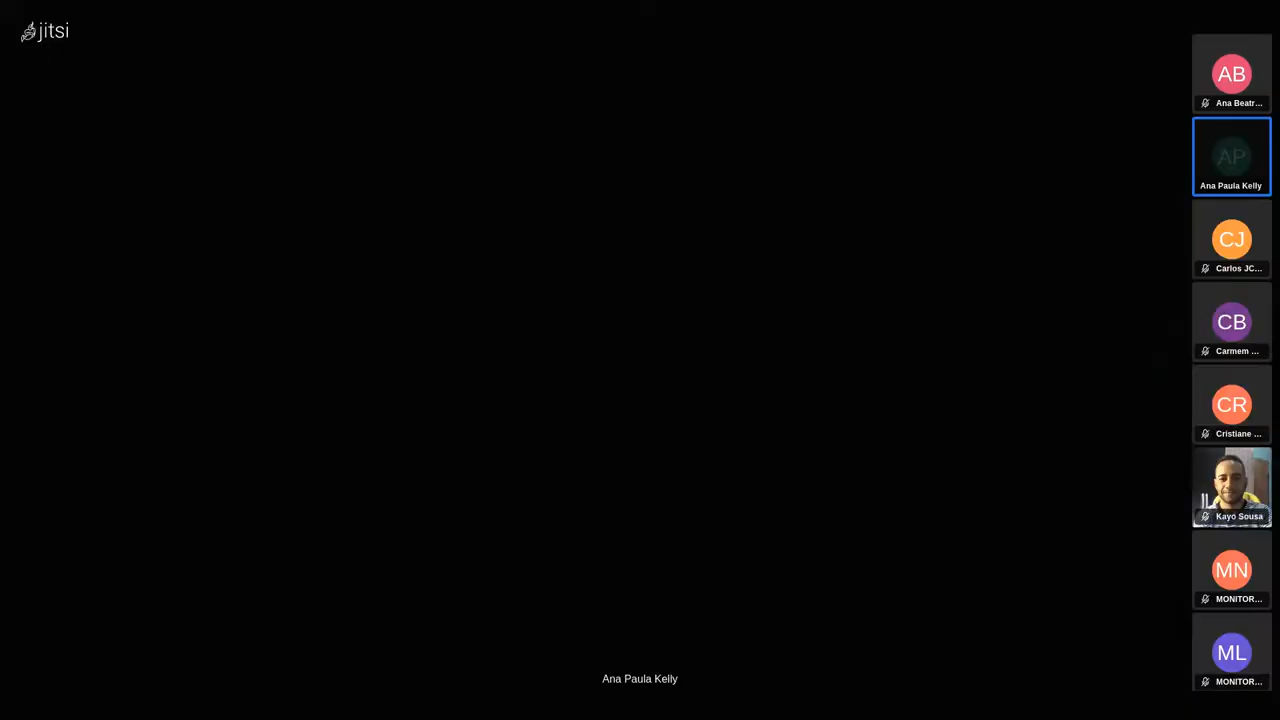 jitsi
AB
Ana Beatr...
AP
Ana Paula Kelly
CJ
Carlos JC...
CB
Carmem ...
CR
Cristiane ...
Kayo Sousa
MN
MONITOR...
ML
MONITOR...
Ana Paula Kelly